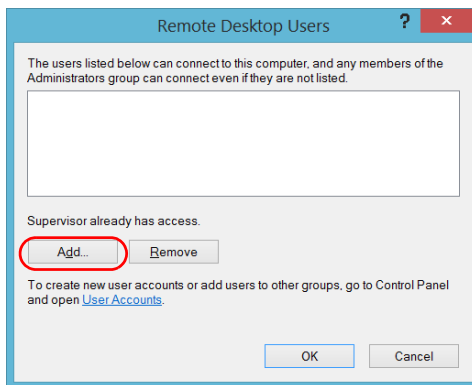 Remote Desktop Users
?
×
The users listed below can connect to this computer, and any members of the
Administrators group can connect even if they are not listed.
Supervisor already has access.
Add... Remove
To create new user accounts or add users to other groups, go to Control Panel
and open User Accounts.
OK Cancel